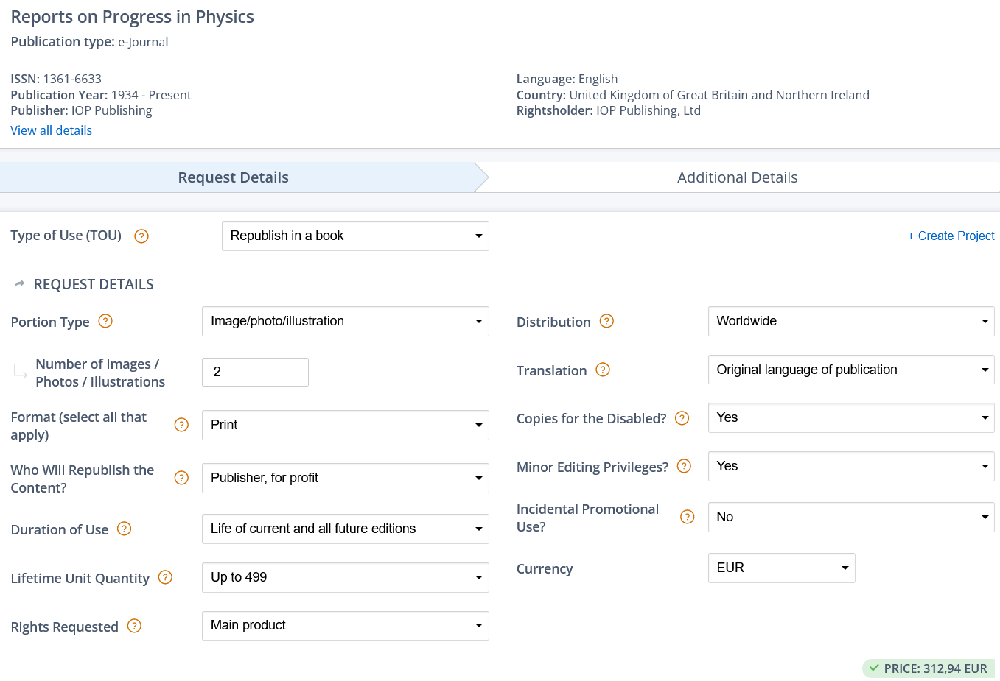 Reports on Progress in Physics
Publication type: e-Journal
ISSN: 1361-6633
Publication Year: 1934 - Present
Publisher: IOP Publishing
View all details
Language: English
Country: United Kingdom of Great Britain and Northern Ireland
Rightsholder: IOP Publishing, Ltd
Request Details
Additional Details
Type of Use (TOU) ? Republish in a book
+ Create Project
REQUEST DETAILS
Portion Type ? Image/photo/illustration
Number of Images /
Photos / Illustrations
2
Format (select all that
apply)
? Print
Who Will Republish the
Content?
? Publisher, for profit
Duration of Use ? Life of current and all future editions
Lifetime Unit Quantity ? Up to 499
Rights Requested ? Main product
Distribution ? Worldwide
Translation ? Original language of publication
Copies for the Disabled? ? Yes
Minor Editing Privileges? ? Yes
Incidental Promotional
Use?
? No
Currency EUR
PRICE: 312,94 EUR